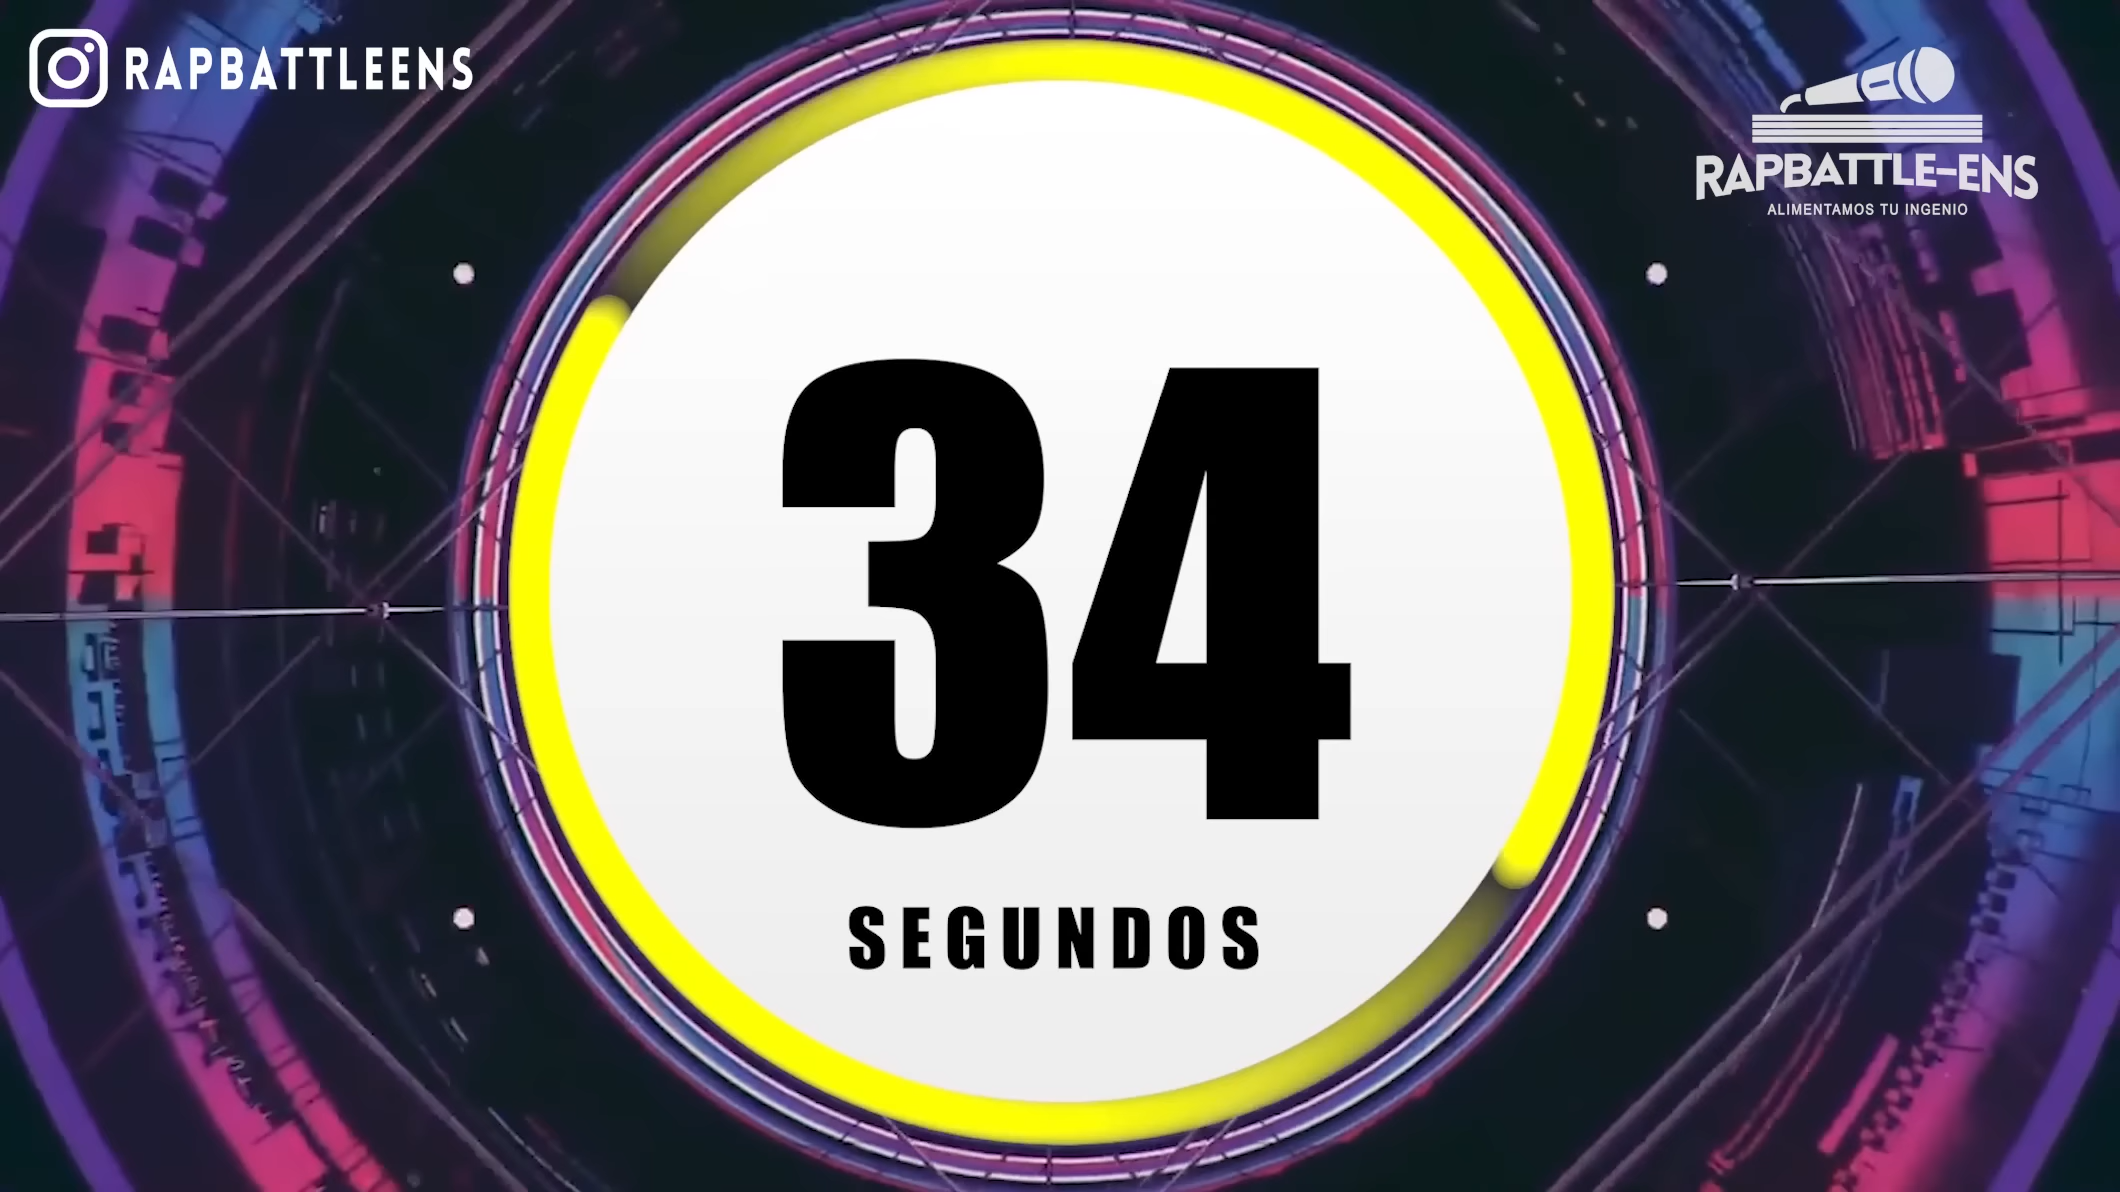 RAPBATTLEENS
RAPBATTLE-ENS
ALIMENTAMOS TU INGENIO
34
SEGUNDOS